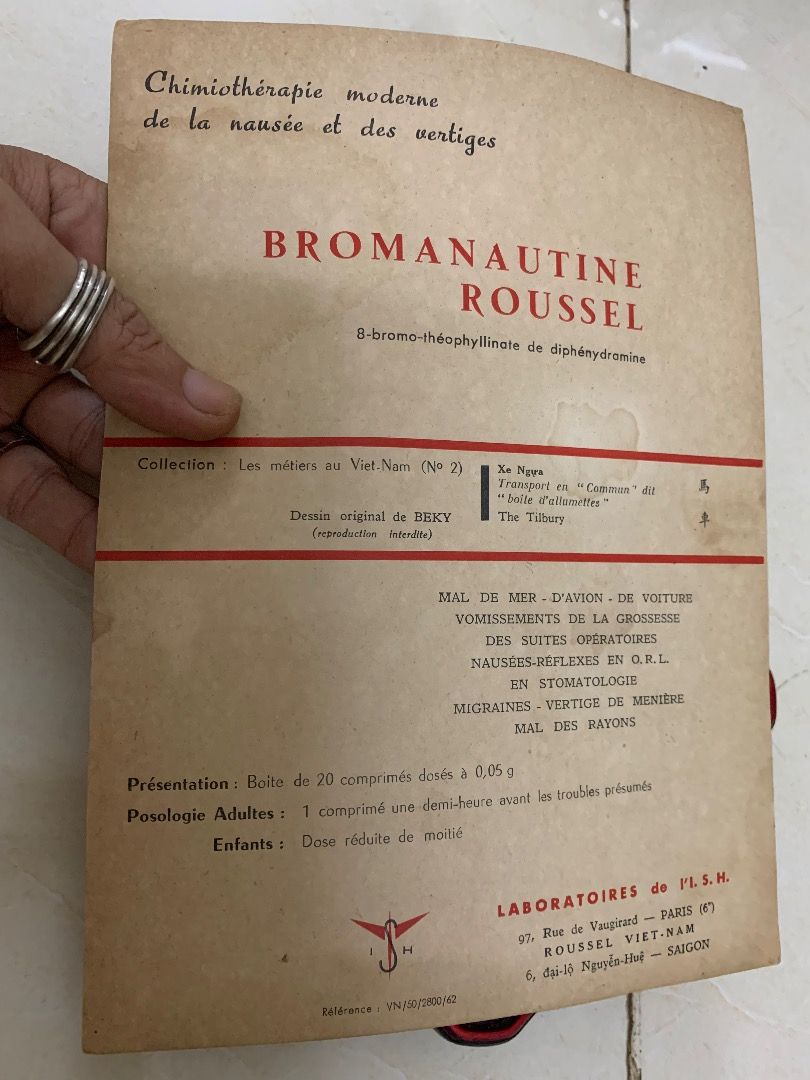 Chimiothérapie moderne
de la nausée et des vertiges
BROMANAUTINE
ROUSSEL
8-bromo-théophyllinate de diphénydramine
Collection : Les métiers au Viet-Nam (Nº 2)
Dessin original de BEKY
(reproduction interdite)
Xe Ngựa
Transport en "Commun" dit
"boite d'allumettes"
The Tilbury
馬
車
MAL DE MER - D'AVION - DE VOITURE
VOMISSEMENTS DE LA GROSSESSE
DES SUITES OPÉRATOIRES
NAUSÉES-RÉFLEXES EN O.R.L.
EN STOMATOLOGIE
MIGRAINES - VERTIGE DE MENIÈRE
MAL DES RAYONS
Présentation : Boite de 20 comprimés dosés à 0,05 g
Posologie Adultes : 1 comprimé une demi-heure avant les troubles présumés
Enfants : Dose réduite de moitié
I S H
LABORATOIRES de l'I.S.H.
97, Rue de Vaugirard — PARIS (6e)
ROUSSEL VIET-NAM
6, đại-lộ Nguyễn-Huệ — SAIGON
Référence : VN/50/2800/62